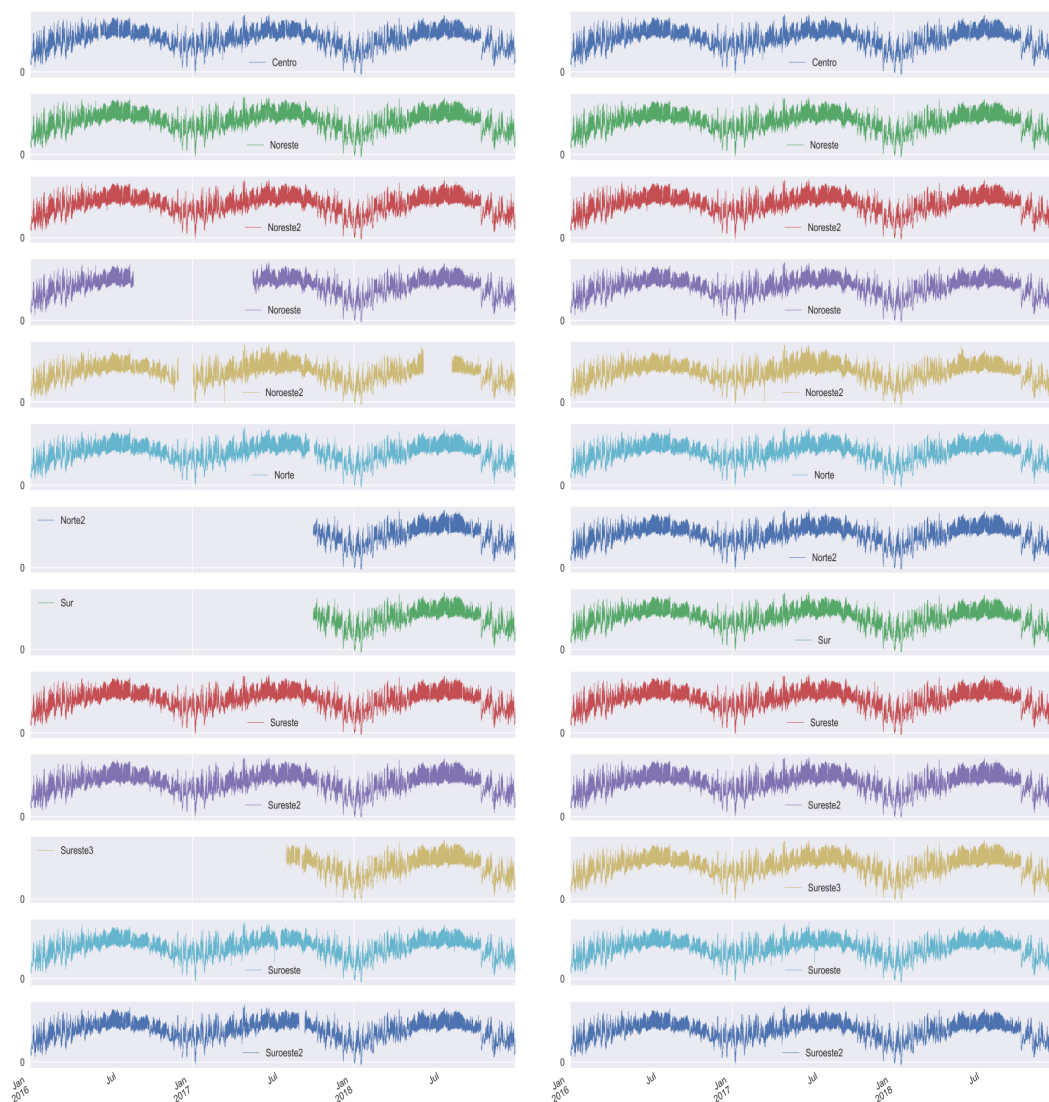 0 Centro 0 Centro
0 Noreste 0 Noreste
0 Noreste2 0 Noreste2
0 Noroeste 0 Noroeste
0 Noroeste2 0 Noroeste2
0 Norte 0 Norte
Norte2
0 0 Norte2
Sur
0 0 Sur
0 Sureste 0 Sureste
0 Sureste2 0 Sureste2
Sureste3
0 0 Sureste3
0 Suroeste 0 Suroeste
0 Suroeste2 0 Suroeste2
Jan Jul Jan Jul Jan Jul Jan Jul Jan Jul Jan Jul
2016 2017 2018 2016 2017 2018